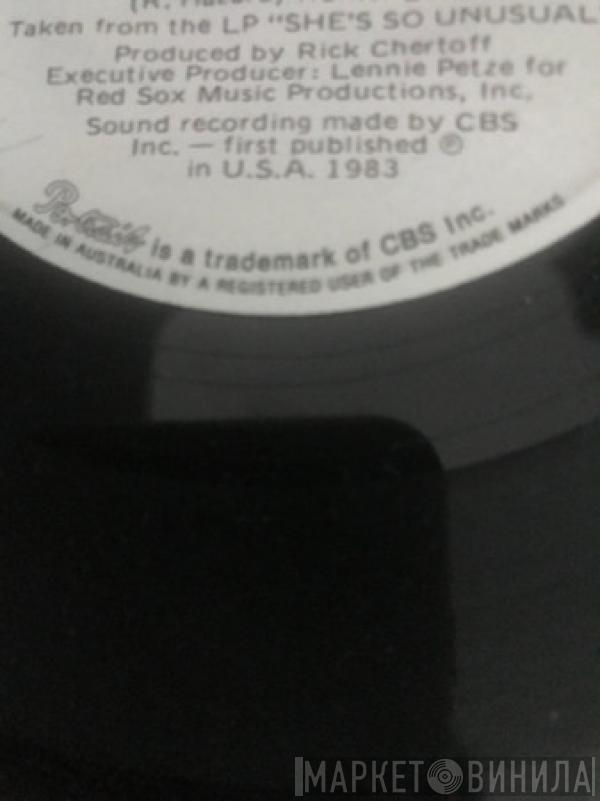 Taken from the LP "SHE'S SO UNUSUAL"
Produced by Rick Chertoff
Executive Producer: Lennie Petze for
Red Sox Music Productions, Inc.
Sound recording made by CBS
Inc. — first published ℗
in U.S.A. 1983
Portrait is a trademark of CBS Inc.
MADE IN AUSTRALIA BY A REGISTERED USER OF THE TRADE MARKS
МАРКЕТ ВИНИЛА